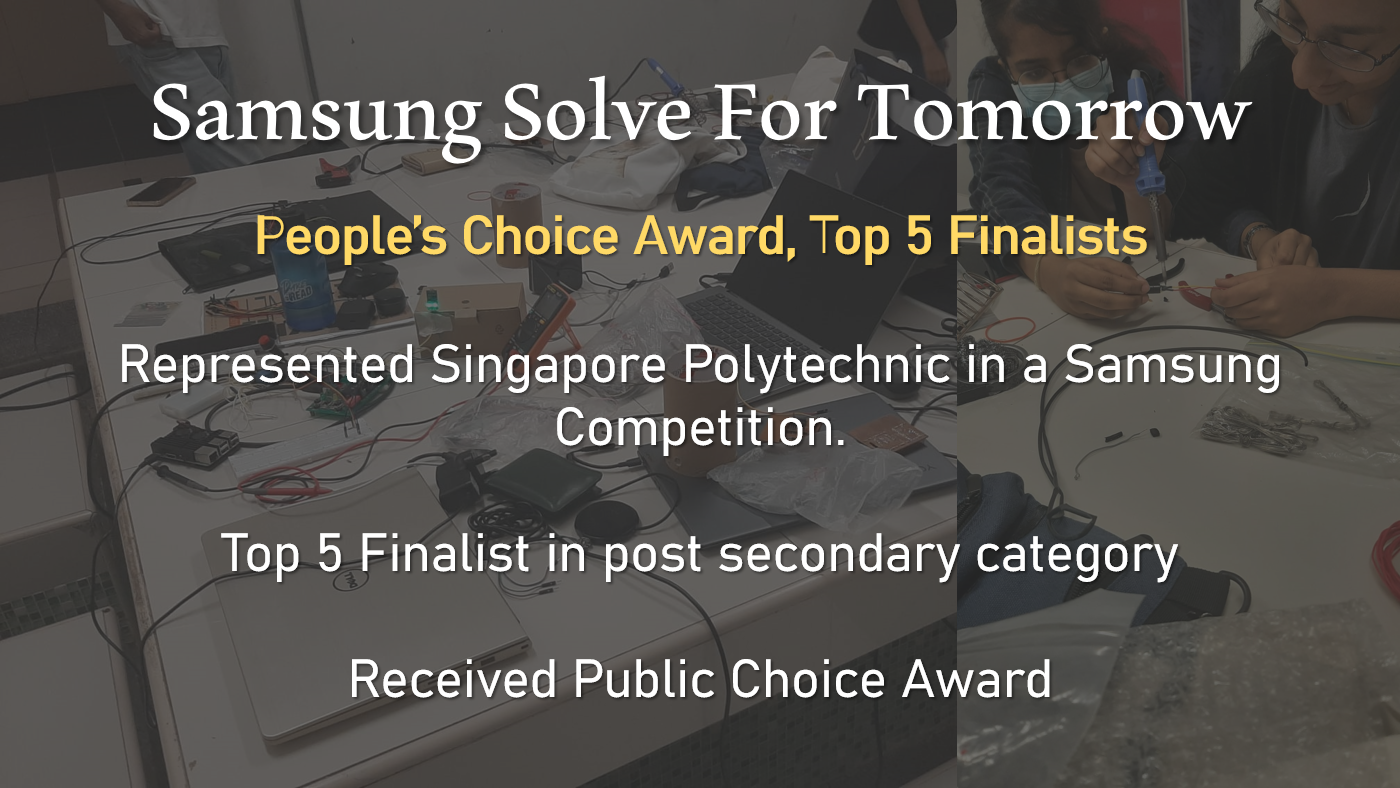 Samsung Solve For Tomorrow
People's Choice Award, Top 5 Finalists
Represented Singapore Polytechnic in a Samsung
Competition.
Top 5 Finalist in post secondary category
Received Public Choice Award